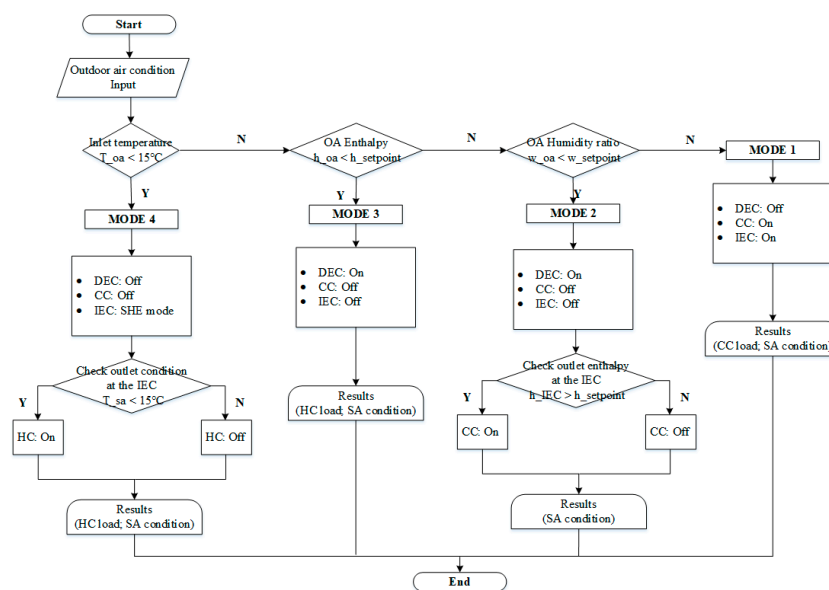 Start
Outdoor air condition
Input
Inlet temperature
T_oa < 15℃
N
OA Enthalpy
h_oa < h_setpoint
N
OA Humidity ratio
w_oa < w_setpoint
N
MODE 1
Y
Y
Y
MODE 4
MODE 3
MODE 2
• DEC: Off
• CC: On
• IEC: On
• DEC: Off
• CC: Off
• IEC: SHE mode
• DEC: On
• CC: Off
• IEC: Off
• DEC: On
• CC: Off
• IEC: Off
Results
(CC load; SA condition)
Check outlet condition
at the IEC
T_sa < 15℃
Y
N
HC: On
HC: Off
Results
(HC load; SA condition)
Check outlet enthalpy
at the IEC
h_IEC > h_setpoint
Y
N
CC: On
CC: Off
Results
(HC load; SA condition)
Results
(SA condition)
End